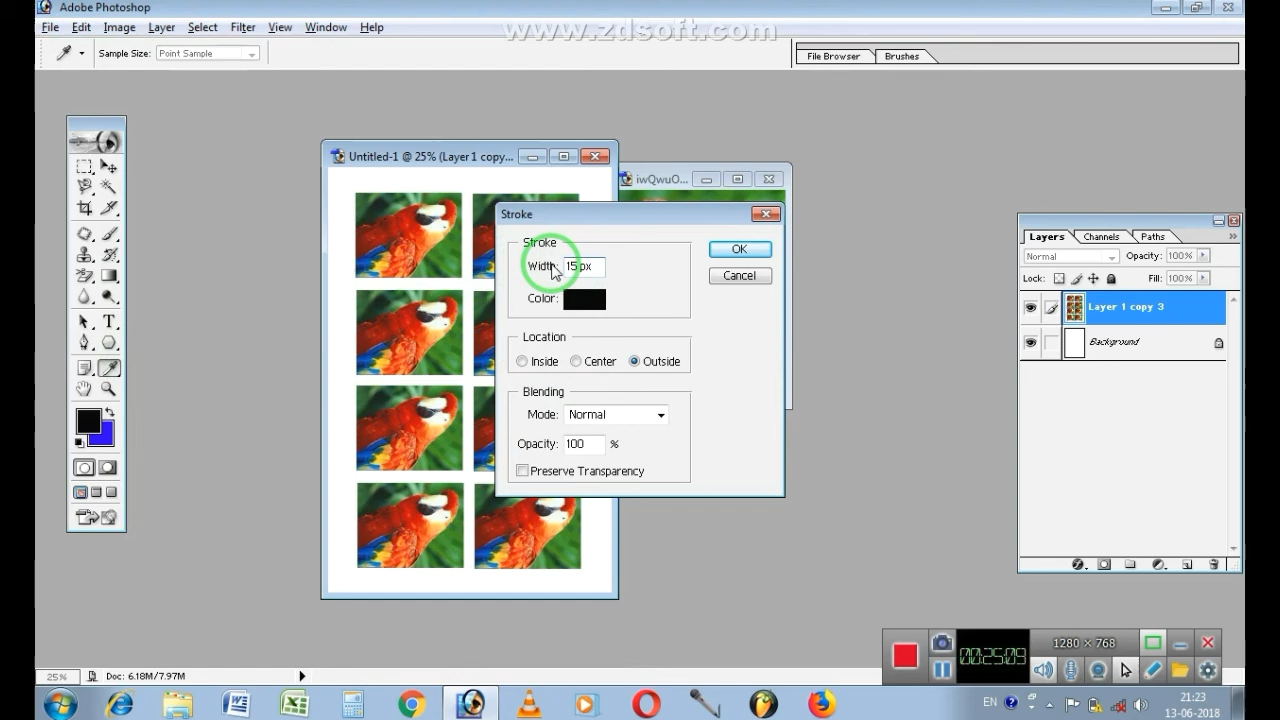 Adobe Photoshop
File Edit Image Layer Select Filter View Window Help
www.zdsoft.com
Sample Size: Point Sample
File Browser Brushes
Untitled-1 @ 25% (Layer 1 copy...
iwQwuO...
Stroke
Stroke
Width: 15 px
Color:
OK
Cancel
Location
Inside Center Outside
Blending
Mode: Normal
Opacity: 100 %
Preserve Transparency
Layers Channels Paths
Normal Opacity: 100%
Lock: Fill: 100%
Layer 1 copy 3
Background
1280 × 768
00:25:09
25% Doc: 6.18M/7.97M
EN 21:23
13-06-2018